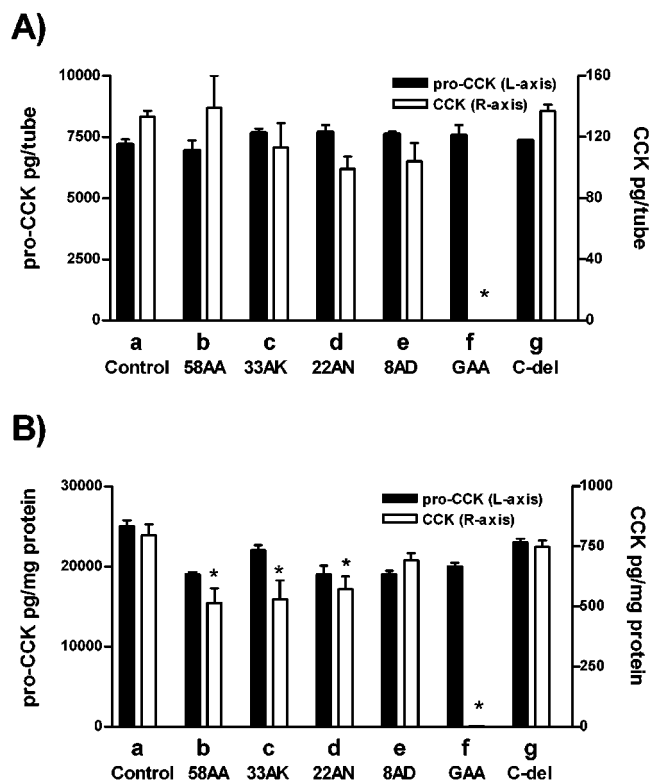 A)
10000
7500
5000
2500
0
pro-CCK pg/tube
pro-CCK (L-axis)
CCK (R-axis)
160
120
80
40
0
CCK pg/tube
*
a b c d e f g
Control 58AA 33AK 22AN 8AD GAA C-del
B)
30000
20000
10000
0
pro-CCK pg/mg protein
pro-CCK (L-axis)
CCK (R-axis)
1000
750
500
250
0
CCK pg/mg protein
* * * *
a b c d e f g
Control 58AA 33AK 22AN 8AD GAA C-del